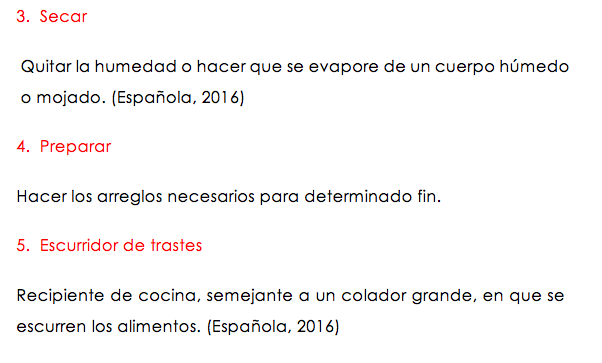 3. Secar
Quitar la humedad o hacer que se evapore de un cuerpo húmedo
o mojado. (Española, 2016)
4. Preparar
Hacer los arreglos necesarios para determinado fin.
5. Escurridor de trastes
Recipiente de cocina, semejante a un colador grande, en que se
escurren los alimentos. (Española, 2016)